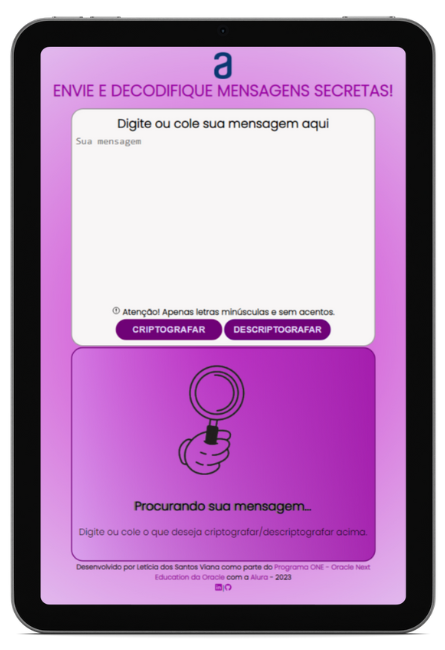 a
ENVIE E DECODIFIQUE MENSAGENS SECRETAS!
Digite ou cole sua mensagem aqui
Sua mensagem
Atenção! Apenas letras minúsculas e sem acentos.
CRIPTOGRAFAR DESCRIPTOGRAFAR
Procurando sua mensagem...
Digite ou cole o que deseja criptografar/descriptografar acima.
Desenvolvido por Letícia dos Santos Viana como parte do Programa ONE - Oracle Next
Education da Oracle com a Alura - 2023
|